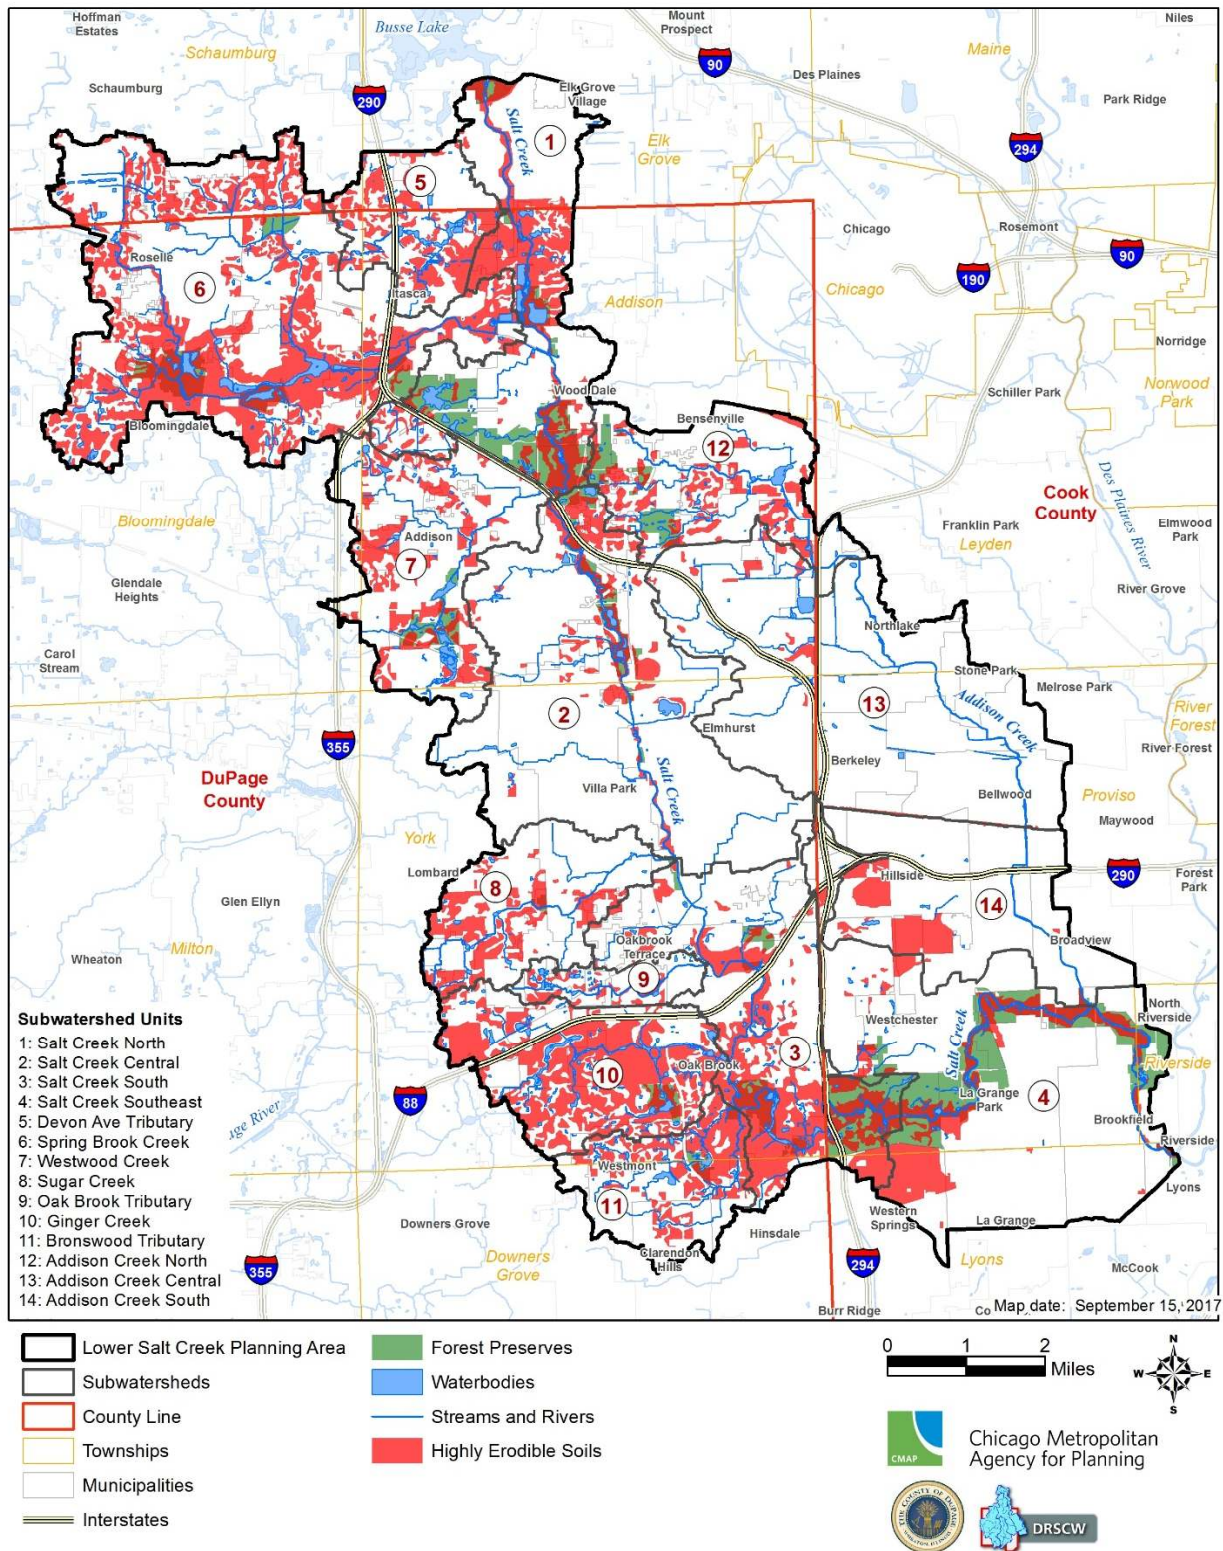 Hoffman
Estates
Busse Lake
Mount
Prospect
Niles
Schaumburg
Maine
90
Des Plaines
Schaumburg
290
Elk Grove
Village
Park Ridge
Salt Creek
1
Elk
Grove
294
5
Chicago
Rosemont
90
Roselle
190
6
Itasca
Addison
Chicago
Norridge
Wood Dale
Schiller Park
Norwood
Park
Bloomingdale
Bensenville
12
Des Plaines River
Cook
County
Bloomingdale
Addison
Franklin Park
Leyden
Elmwood
Park
7
Glendale
Heights
River Grove
Northlake
Carol
Stream
Stone Park
Melrose Park
Addison Creek
13
2
River
Forest
Elmhurst
355
River Forest
Berkeley
DuPage
County
Salt Creek
Villa Park
Bellwood
Proviso
Maywood
York
Lombard
8
Hillside
290
Forest
Park
Glen Ellyn
14
Milton
Oakbrook
Terrace
Broadview
Wheaton
9
North
Riverside
Westchester
Salt Creek
3
Riverside
Oak Brook
10
La Grange
Park
4
88
Brookfield
Riverside
Westmont
Lyons
11
Western
Springs
La Grange
Downers Grove
Hinsdale
Downers
Grove
Clarendon
Hills
Lyons
294
355
McCook
Burr Ridge
Subwatershed Units
1: Salt Creek North
2: Salt Creek Central
3: Salt Creek South
4: Salt Creek Southeast
5: Devon Ave Tributary
6: Spring Brook Creek
7: Westwood Creek
8: Sugar Creek
9: Oak Brook Tributary
10: Ginger Creek
11: Bronswood Tributary
12: Addison Creek North
13: Addison Creek Central
14: Addison Creek South
Map date: September 15, 2017
Lower Salt Creek Planning Area
Subwatersheds
County Line
Townships
Municipalities
Interstates
Forest Preserves
Waterbodies
Streams and Rivers
Highly Erodible Soils
0 1 2
Miles
N
W E
S
CMAP
Chicago Metropolitan
Agency for Planning
THE COUNTY OF DUPAGE
DRSCW